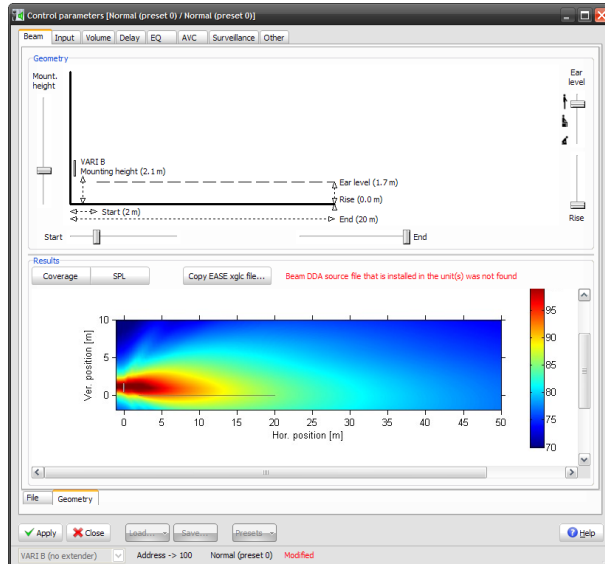 Control parameters [Normal (preset 0) / Normal (preset 0)]
Beam Input Volume Delay EQ AVC Surveillance Other
Geometry
Mount. height
Ear level
VARI B
Mounting height (2.1 m)
Ear level (1.7 m)
Rise (0.0 m)
Start (2 m)
End (20 m)
Rise
Start
End
Results
Coverage SPL Copy EASE xglc file... Beam DDA source file that is installed in the unit(s) was not found
10
5
0
Ver. position [m]
0 5 10 15 20 25 30 35 40 45 50
Hor. position [m]
95
90
85
80
75
70
File Geometry
Apply Close Load... Save... Presets Help
VARI B (no extender) Address -> 100 Normal (preset 0) Modified